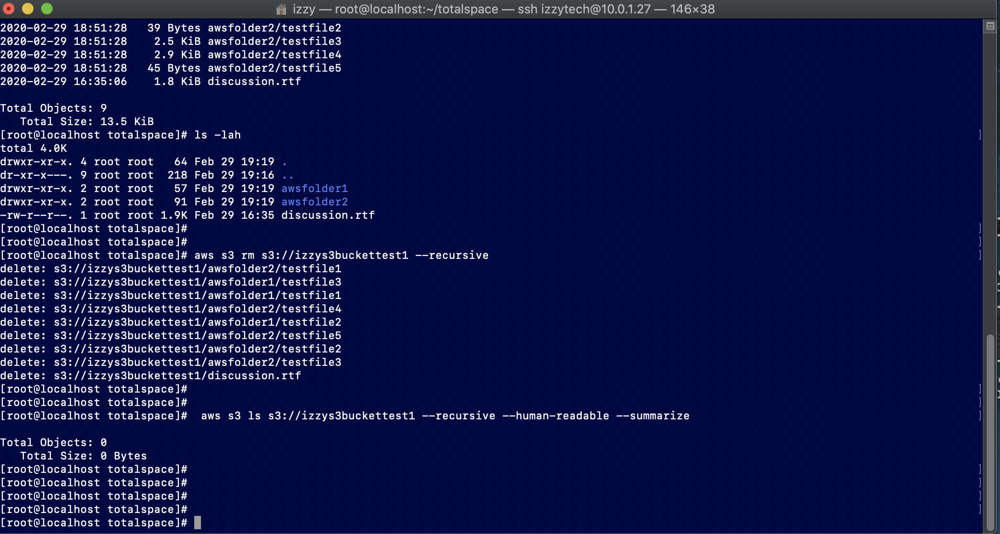 izzy — root@localhost:~/totalspace — ssh izzytech@10.0.1.27 — 146×38
2020-02-29 18:51:28   39 Bytes awsfolder2/testfile2
2020-02-29 18:51:28    2.5 KiB awsfolder2/testfile3
2020-02-29 18:51:28    2.9 KiB awsfolder2/testfile4
2020-02-29 18:51:28   45 Bytes awsfolder2/testfile5
2020-02-29 16:35:06    1.8 KiB discussion.rtf
Total Objects: 9
   Total Size: 13.5 KiB
[root@localhost totalspace]# ls -lah ]
total 4.0K
drwxr-xr-x. 4 root root   64 Feb 29 19:19 .
dr-xr-x---. 9 root root  218 Feb 29 19:16 ..
drwxr-xr-x. 2 root root   57 Feb 29 19:19 awsfolder1
drwxr-xr-x. 2 root root   91 Feb 29 19:19 awsfolder2
-rw-r--r--. 1 root root 1.9K Feb 29 16:35 discussion.rtf
[root@localhost totalspace]# ]
[root@localhost totalspace]# ]
[root@localhost totalspace]# aws s3 rm s3://izzys3buckettest1 --recursive ]
delete: s3://izzys3buckettest1/awsfolder2/testfile1
delete: s3://izzys3buckettest1/awsfolder1/testfile3
delete: s3://izzys3buckettest1/awsfolder1/testfile1
delete: s3://izzys3buckettest1/awsfolder2/testfile4
delete: s3://izzys3buckettest1/awsfolder1/testfile2
delete: s3://izzys3buckettest1/awsfolder2/testfile5
delete: s3://izzys3buckettest1/awsfolder2/testfile2
delete: s3://izzys3buckettest1/awsfolder2/testfile3
delete: s3://izzys3buckettest1/discussion.rtf
[root@localhost totalspace]# ]
[root@localhost totalspace]# ]
[root@localhost totalspace]#  aws s3 ls s3://izzys3buckettest1 --recursive --human-readable --summarize ]
Total Objects: 0
   Total Size: 0 Bytes
[root@localhost totalspace]# ]
[root@localhost totalspace]# ]
[root@localhost totalspace]# ]
[root@localhost totalspace]# ]
[root@localhost totalspace]#